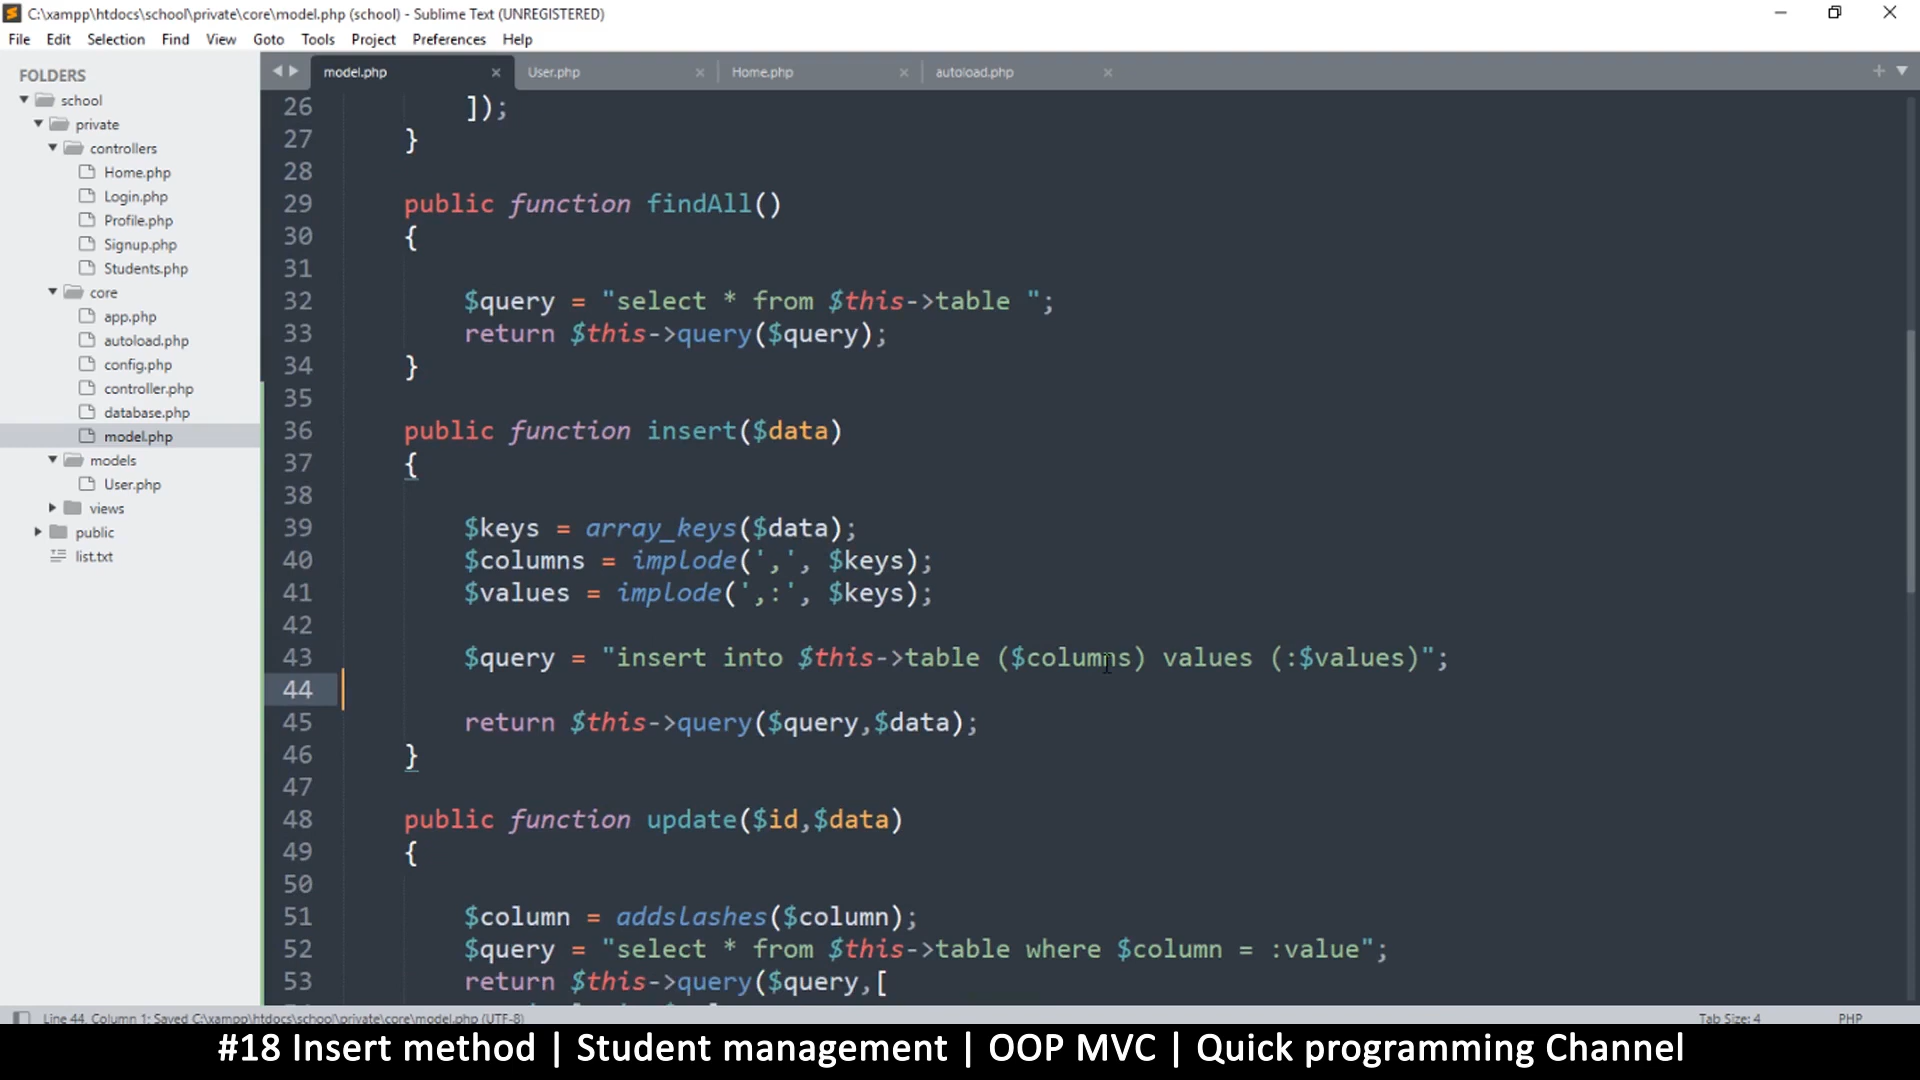 C:\xampp\htdocs\school\private\core\model.php (school) - Sublime Text (UNREGISTERED)
File Edit Selection Find View Goto Tools Project Preferences Help
FOLDERS
school
private
controllers
Home.php
Login.php
Profile.php
Signup.php
Students.php
core
app.php
autoload.php
config.php
controller.php
database.php
model.php
models
User.php
views
public
list.txt
model.php User.php Home.php autoload.php
26 ]);
27 }
28
29 public function findAll()
30 {
31
32 $query = "select * from $this->table ";
33 return $this->query($query);
34 }
35
36 public function insert($data)
37 {
38
39 $keys = array_keys($data);
40 $columns = implode(',', $keys);
41 $values = implode(',:', $keys);
42
43 $query = "insert into $this->table ($columns) values (:$values)";
44
45 return $this->query($query,$data);
46 }
47
48 public function update($id,$data)
49 {
50
51 $column = addslashes($column);
52 $query = "select * from $this->table where $column = :value";
53 return $this->query($query,[
Line 44, Column 1; Saved C:\xampp\htdocs\school\private\core\model.php (UTF-8) Tab Size: 4 PHP
#18 Insert method | Student management | OOP MVC | Quick programming Channel